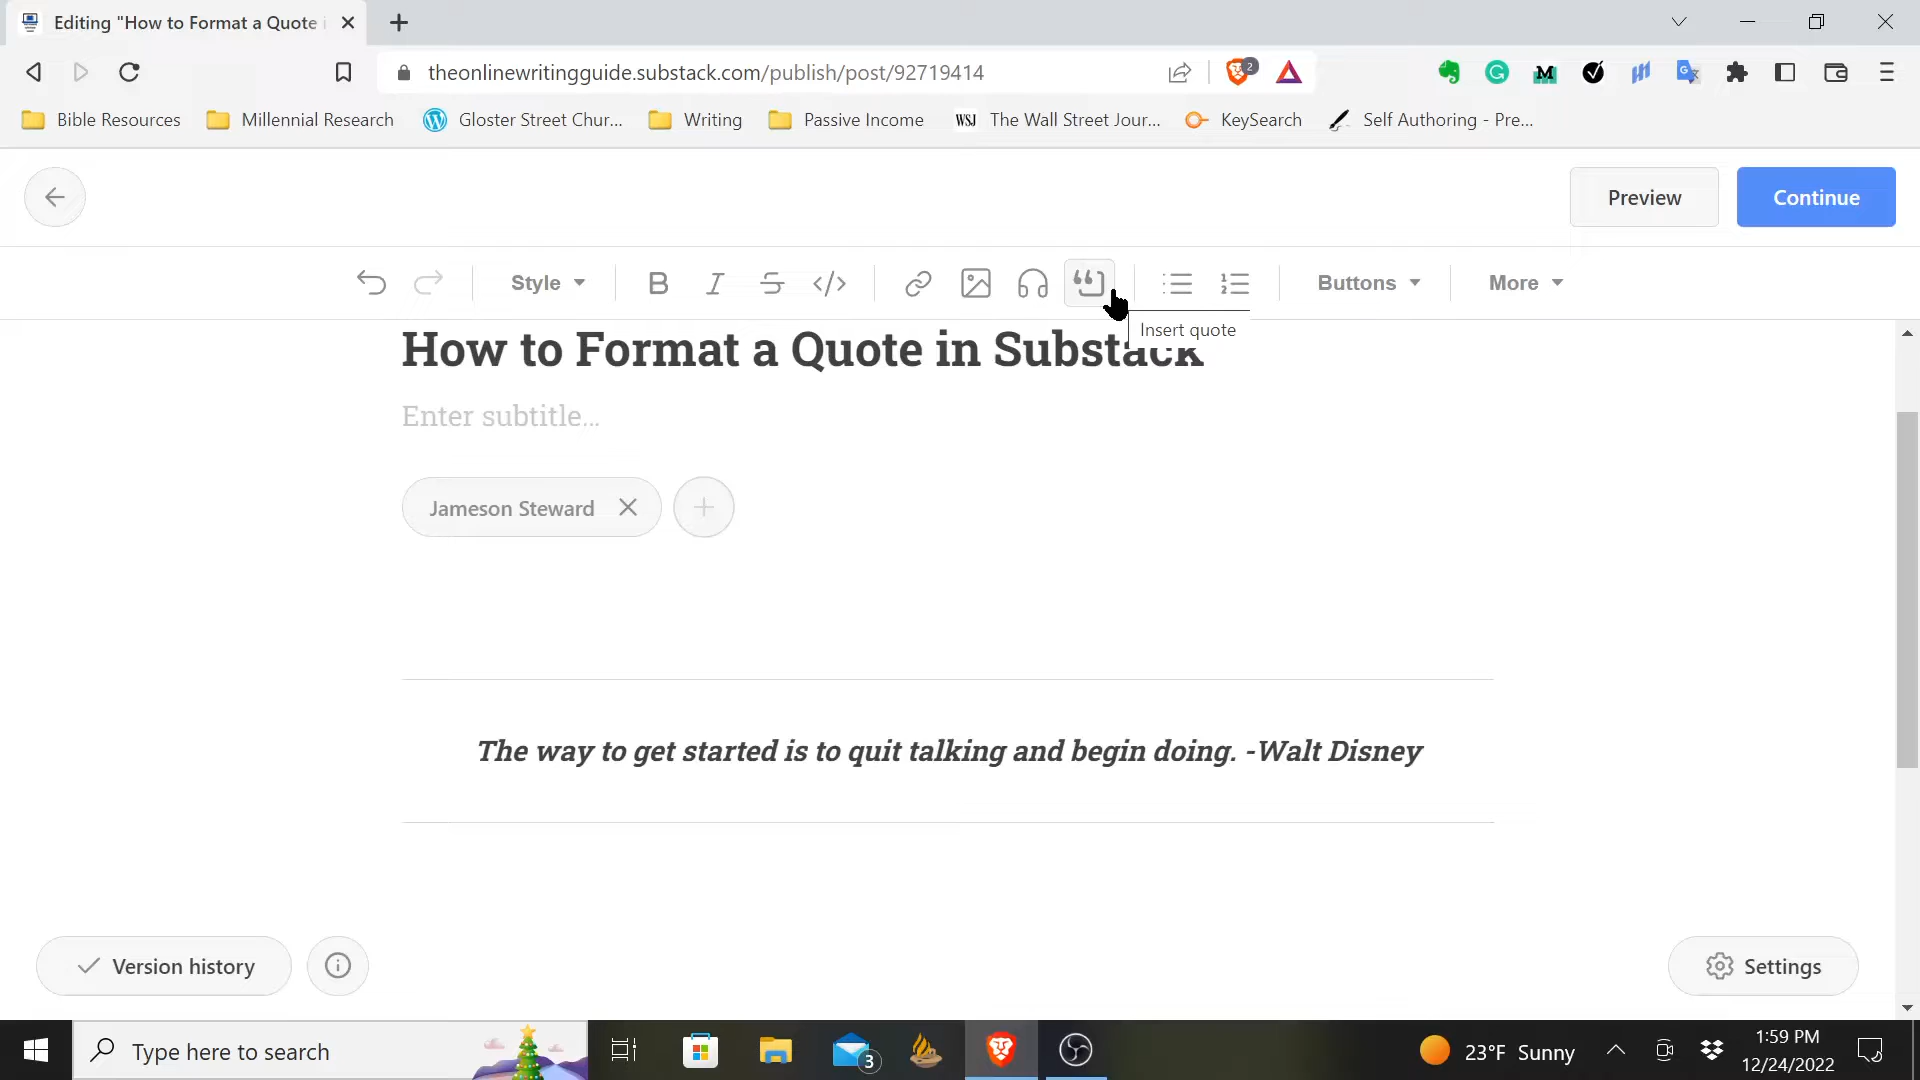 Editing "How to Format a Quote i
theonlinewritingguide.substack.com/publish/post/92719414
2
M
G
Bible Resources
Millennial Research
Gloster Street Chur...
Writing
Passive Income
WSJ
The Wall Street Jour...
KeySearch
Self Authoring - Pre...
Preview
Continue
Style
B
I
S
</>
Buttons
More
Insert quote
How to Format a Quote in Substack
Enter subtitle...
Jameson Steward
The way to get started is to quit talking and begin doing. -Walt Disney
Version history
Settings
Type here to search
3
23°F Sunny
1:59 PM
12/24/2022